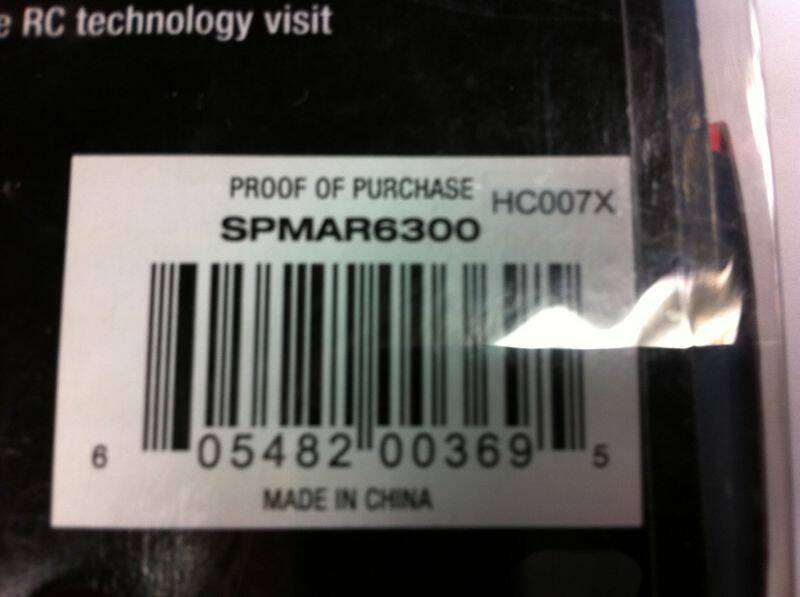 e RC technology visit
PROOF OF PURCHASE
HC007X
SPMAR6300
6 05482 00369 5
MADE IN CHINA